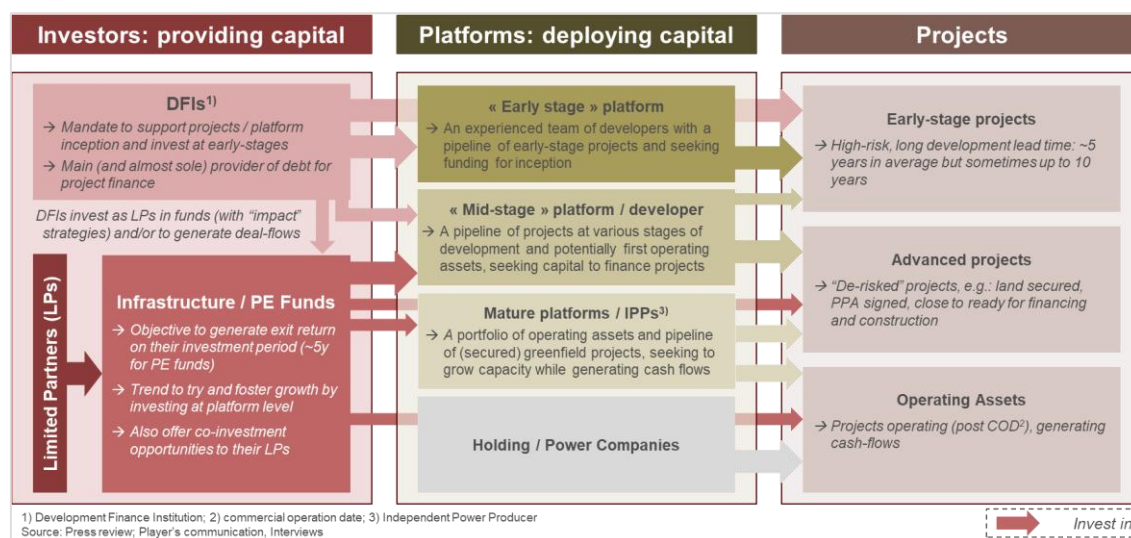 Investors: providing capital
Platforms: deploying capital
Projects
DFIs1)
→ Mandate to support projects / platform
inception and invest at early-stages
→ Main (and almost sole) provider of debt for
project finance
DFIs invest as LPs in funds (with “impact”
strategies) and/or to generate deal-flows
Limited Partners (LPs)
Infrastructure / PE Funds
→ Objective to generate exit return
on their investment period (~5y
for PE funds)
→ Trend to try and foster growth by
investing at platform level
→ Also offer co-investment
opportunities to their LPs
« Early stage » platform
→ An experienced team of developers with a
pipeline of early-stage projects and seeking
funding for inception
« Mid-stage » platform / developer
→ A pipeline of projects at various stages of
development and potentially first operating
assets, seeking capital to finance projects
Mature platforms / IPPs3)
→ A portfolio of operating assets and pipeline
of (secured) greenfield projects, seeking to
grow capacity while generating cash flows
Holding / Power Companies
Early-stage projects
→ High-risk, long development lead time: ~5
years in average but sometimes up to 10
years
Advanced projects
→ “De-risked” projects, e.g.: land secured,
PPA signed, close to ready for financing
and construction
Operating Assets
→ Projects operating (post COD2), generating
cash-flows
1) Development Finance Institution; 2) commercial operation date; 3) Independent Power Producer
Source: Press review; Player's communication, Interviews
Invest in